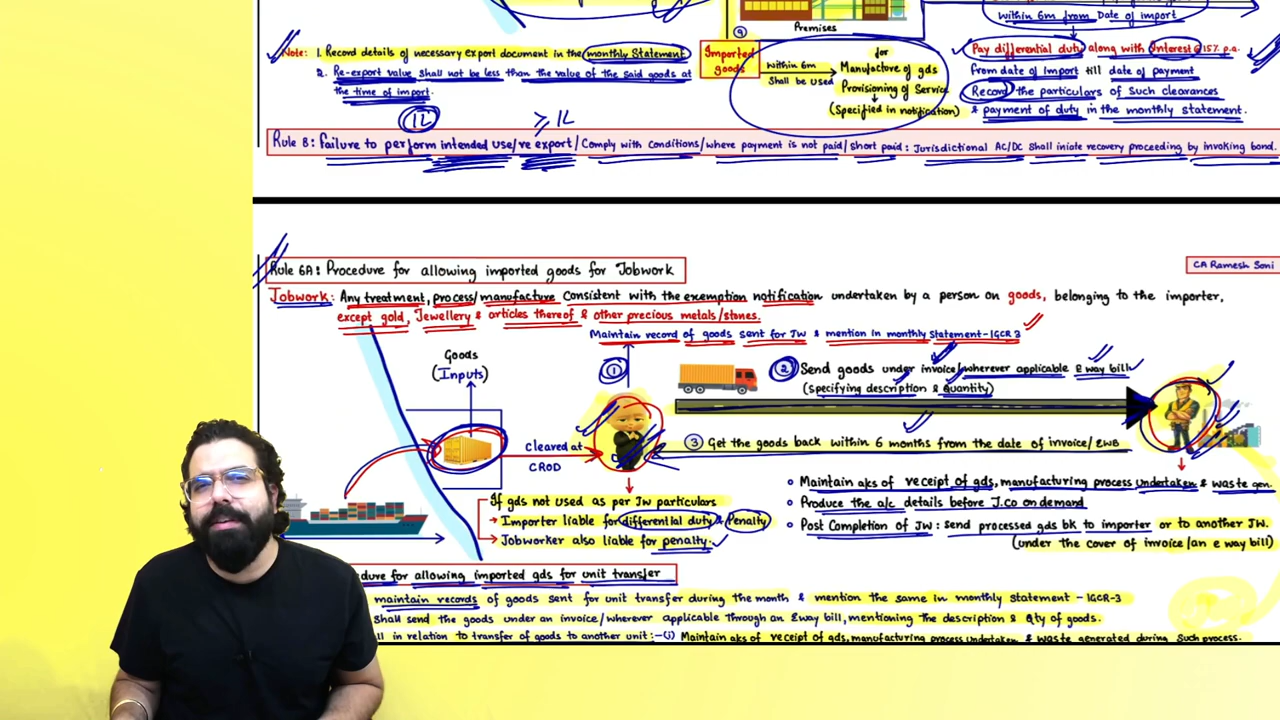 Premises
within 6m from Date of import
Note: 1. Record details of necessary export document in the monthly Statement
2. Re-export value shall not be less than the value of the said goods at
the time of import.
Imported
goods
within 6m
Shall be used
for
Manufacture of gds
Provisioning of Service
(Specified in notification)
Pay differential duty along with Interest @15% p.a.
from date of Import till date of payment
Record the particulars of such clearances
& payment of duty in the monthly statement.
1L
≥ 1L
Rule 8: Failure to perform intended use/re export/Comply with Conditions/where payment is not paid/short paid: Jurisdictional AC/DC Shall iniate recovery proceeding by invoking bond.
Rule 6A: Procedure for allowing imported goods for Jobwork
CA Ramesh Soni
Jobwork: Any treatment, process/manufacture Consistent with the exemption notification undertaken by a person on goods, belonging to the importer,
except gold, Jewellery & articles thereof & other precious metals/stones.
Maintain record of goods sent for JW & mention in monthly Statement-IGCR 3
Goods
(Inputs)
①
② Send goods under invoice/wherever applicable e way bill
(specifying description & Quantity)
cleared at
CROD
③ Get the goods back within 6 months from the date of invoice/EWB
If gds not used as per Jw particulars
→ Importer liable for differential duty & Penalty
→ Jobworker also liable for penalty.
Maintain aks of receipt of gds, manufacturing process undertaken & waste gen.
Produce the a/c details before J.co on demand
Post Completion of JW: send processed gds bk to importer or to another JW.
(under the cover of invoice/an e way bill)
dure for allowing imported gds for unit transfer
maintain records of goods sent for unit transfer during the month & mention the same in monthly statement - IGCR-3
Shall send the goods under an invoice/wherever applicable through an Eway bill, mentioning the description & Qty of goods.
ll in relation to transfer of goods to another unit:-(i) Maintain aks of receipt of gds, manufacturing process undertaken & waste generated during such process.